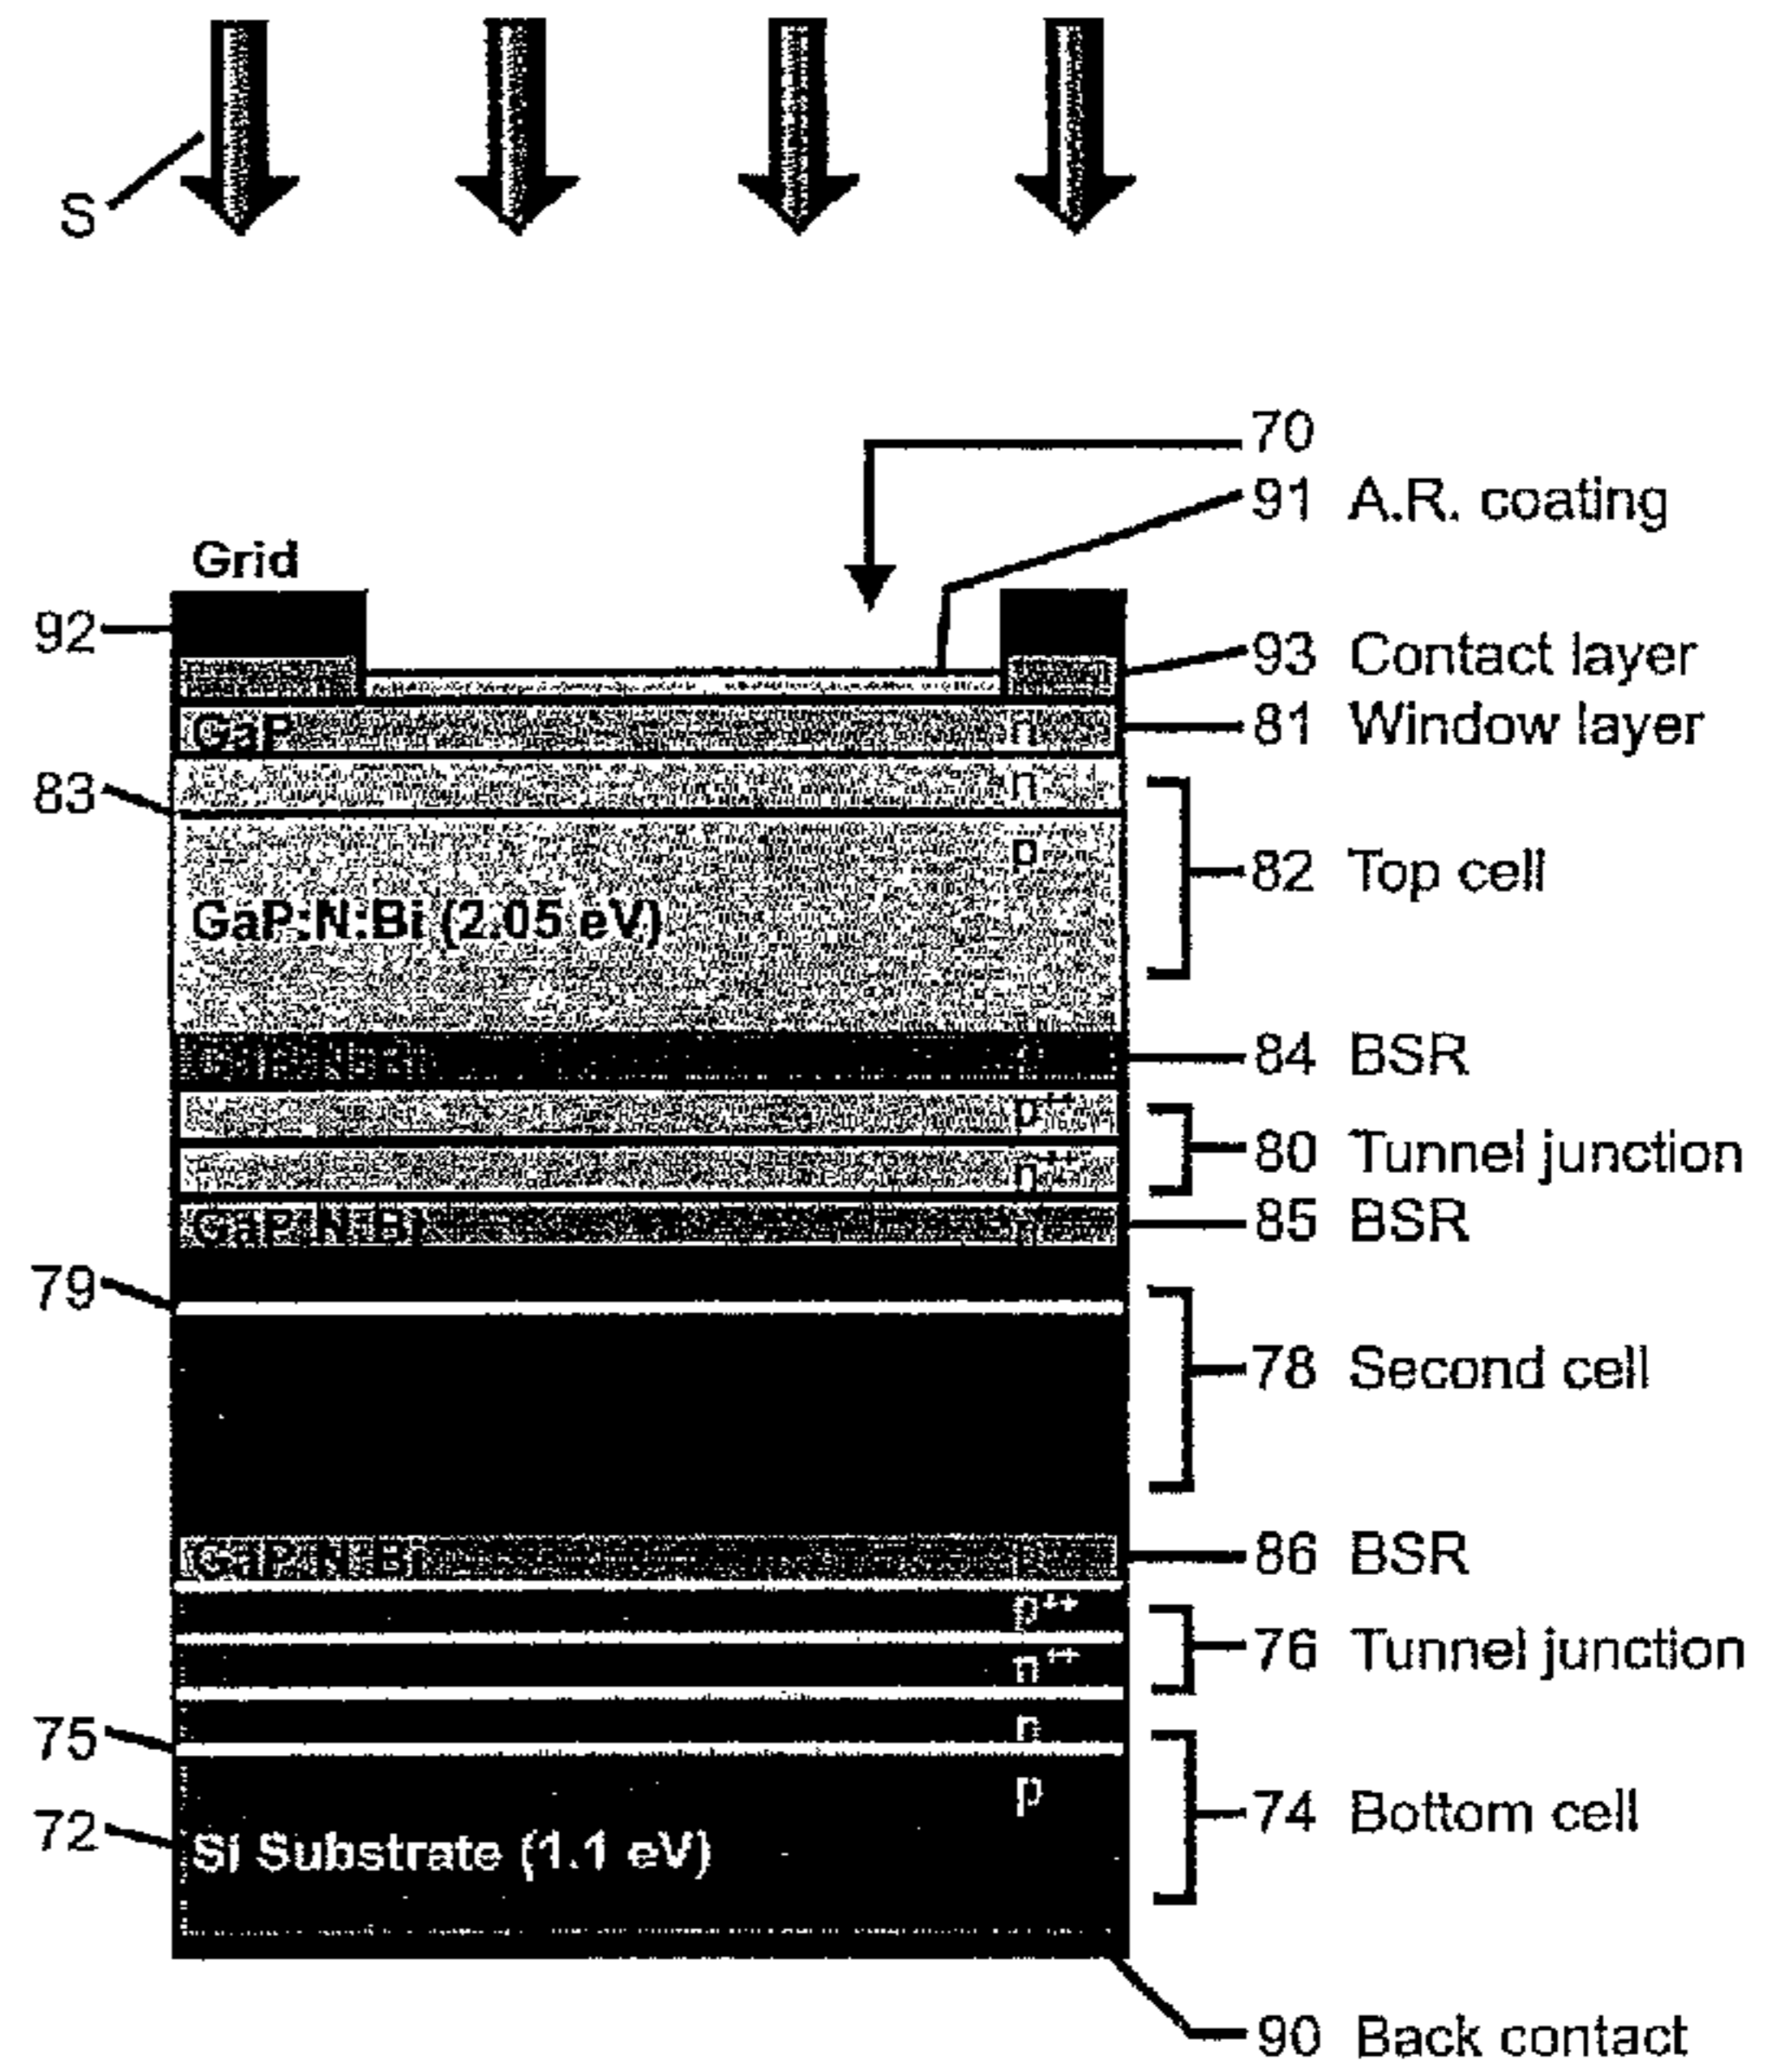 S
70
91 A.R. coating
Grid
92
93 Contact layer
GaP n
81 Window layer
83
n
p
82 Top cell
GaP:N:Bi (2.05 eV)
GaP:N:Bi
84 BSR
p++
80 Tunnel junction
n++
GaP:N:Bi
85 BSR
79
78 Second cell
GaP:N:Bi p
86 BSR
p++
76 Tunnel junction
n++
n
75
p
74 Bottom cell
72
Si Substrate (1.1 eV)
90 Back contact